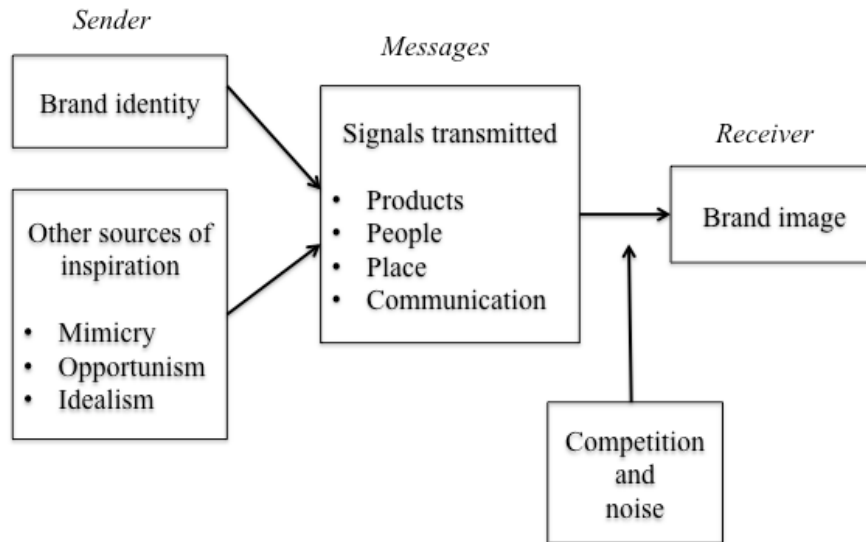 Sender
Brand identity
Other sources of
inspiration
• Mimicry
• Opportunism
• Idealism
Messages
Signals transmitted
• Products
• People
• Place
• Communication
Receiver
Brand image
Competition
and
noise